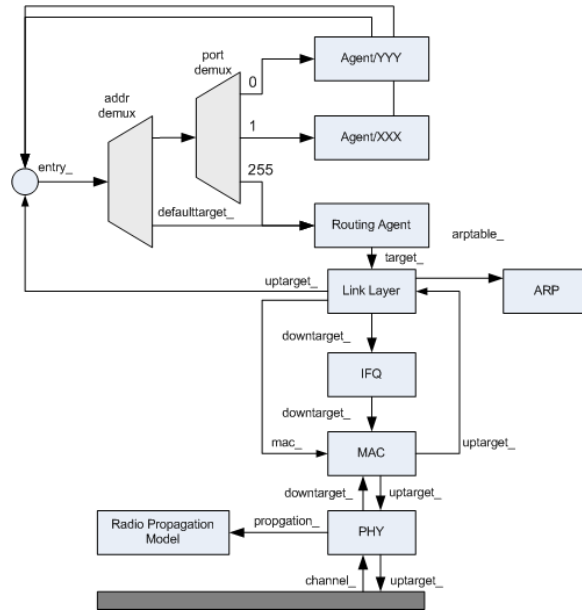 port
demux
Agent/YYY
0
addr
demux
1
Agent/XXX
entry_
255
defaulttarget_
Routing Agent
arptable_
target_
uptarget_
Link Layer
ARP
downtarget_
IFQ
downtarget_
mac_
MAC
uptarget_
downtarget_
uptarget_
Radio Propagation
Model
propgation_
PHY
channel_
uptarget_